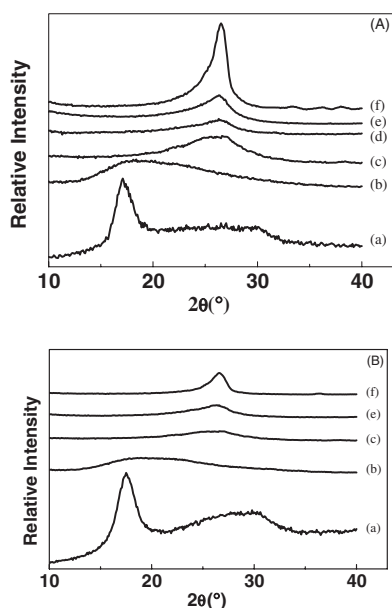 (A)
Relative Intensity
(f)
(e)
(d)
(c)
(b)
(a)
10 20 30 40
2θ(°)
(B)
Relative Intensity
(f)
(e)
(c)
(b)
(a)
10 20 30 40
2θ(°)